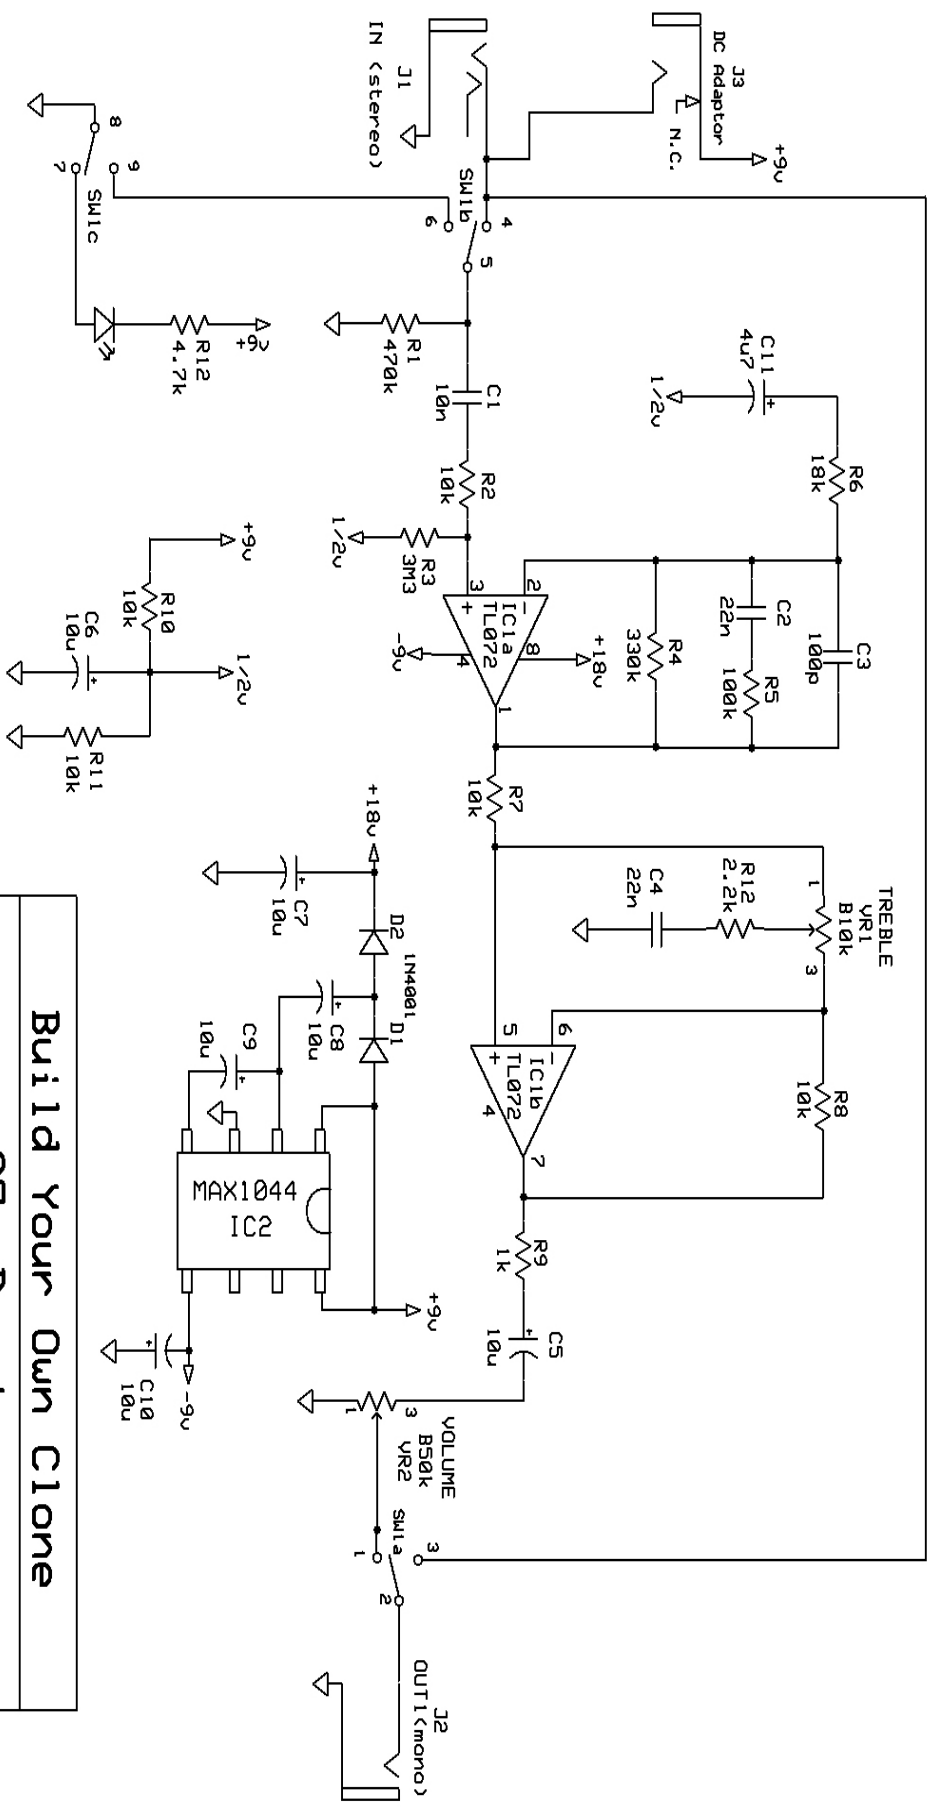 J3
DC Adaptor
N.C.
+9v
J1
IN (stereo)
SW1b
4
5
6
8
9
7
SW1c
R12
4.7k
+9v
R1
470k
C1
10n
R2
10k
R3
3M3
1/2v
C11
4u7
1/2v
R6
18k
C3
100p
C2
22n
R5
100k
R4
330k
2
3
8
4
1
-
+
IC1a
TL072
+18v
-9v
R7
10k
TREBLE
VR1
B10k
1
3
R12
2.2k
C4
22n
6
5
-
+
IC1b
TL072
4
7
R8
10k
R9
1k
C5
10u
VOLUME
B50k
VR2
3
1
SW1a
3
1
2
J2
OUT1(mono)
+9v
R10
10k
1/2v
C6
10u
+
R11
10k
+18v
C7
10u
+
D2
1N4001
D1
C8
10u
+
C9
10u
+
MAX1044
IC2
+9v
-9v
C10
10u
+
Build Your Own Clone